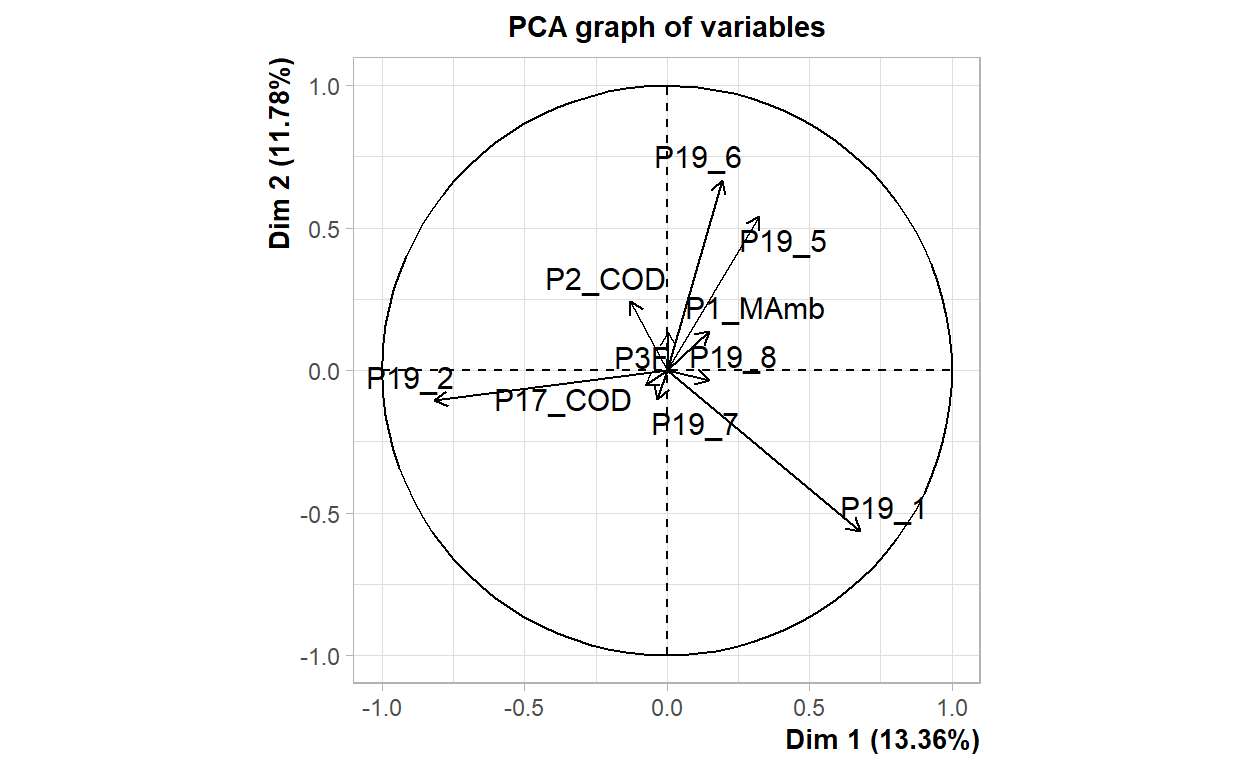 PCA graph of variables
Dim 2 (11.78%)
1.0
0.5
0.0
-0.5
-1.0
P19_6
P19_5
P2_COD
P1_MAmb
P3F
P19_8
P19_2
P17_COD
P19_7
P19_1
-1.0
-0.5
0.0
0.5
1.0
Dim 1 (13.36%)